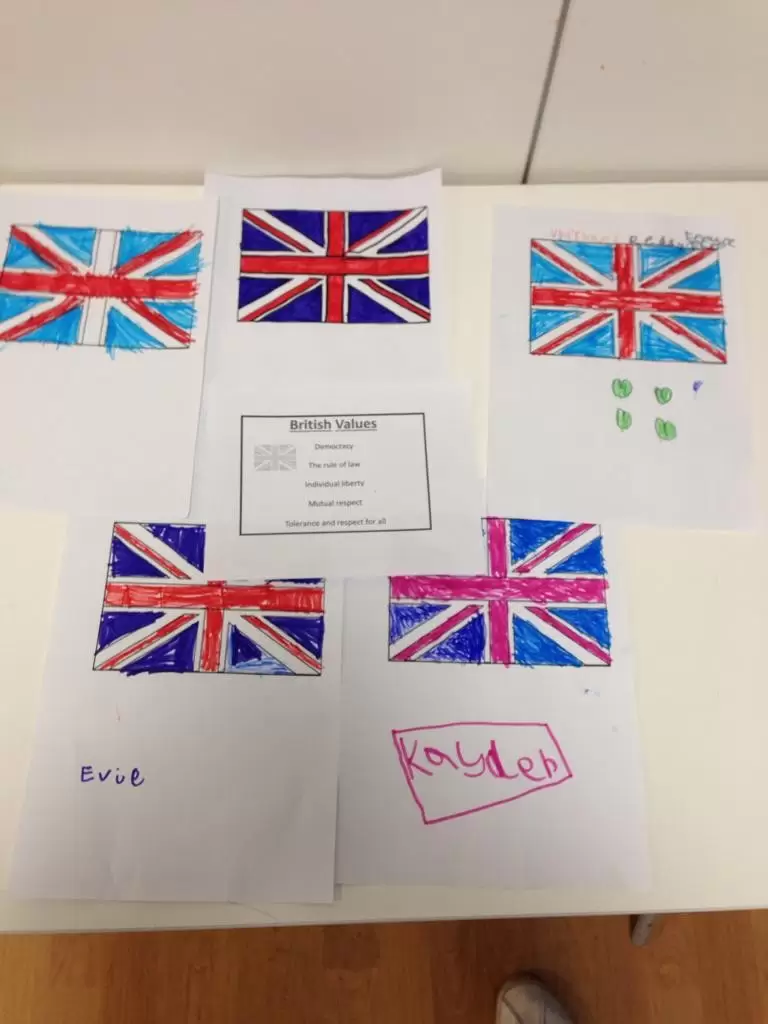 British Values
Democracy
The rule of law
Individual liberty
Mutual respect
Tolerance and respect for all
Evie
Kayden